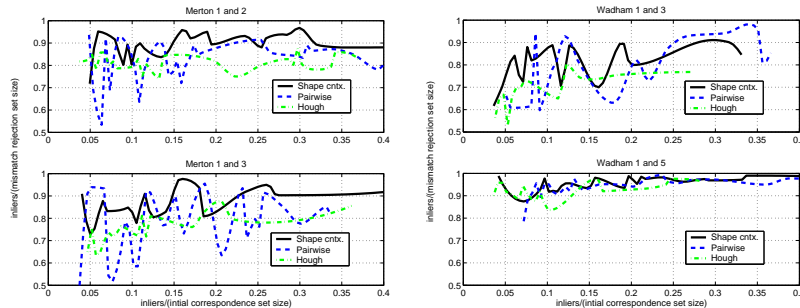 Merton 1 and 2
1
0.9
0.8
0.7
0.6
0.5
0 0.05 0.1 0.15 0.2 0.25 0.3 0.35 0.4
Shape cntx.
Pairwise
Hough
inliers/(mismatch rejection set size)
Merton 1 and 3
1
0.9
0.8
0.7
0.6
0.5
0 0.05 0.1 0.15 0.2 0.25 0.3 0.35 0.4
Shape cntx.
Pairwise
Hough
inliers/(intial correspondence set size)
Wadham 1 and 3
1
0.9
0.8
0.7
0.6
0.5
0 0.05 0.1 0.15 0.2 0.25 0.3 0.35 0.4
Shape cntx.
Pairwise
Hough
inliers/(mismatch rejection set size)
Wadham 1 and 5
1
0.9
0.8
0.7
0.6
0.5
0 0.05 0.1 0.15 0.2 0.25 0.3 0.35 0.4
Shape cntx.
Pairwise
Hough
inliers/(intial correspondence set size)